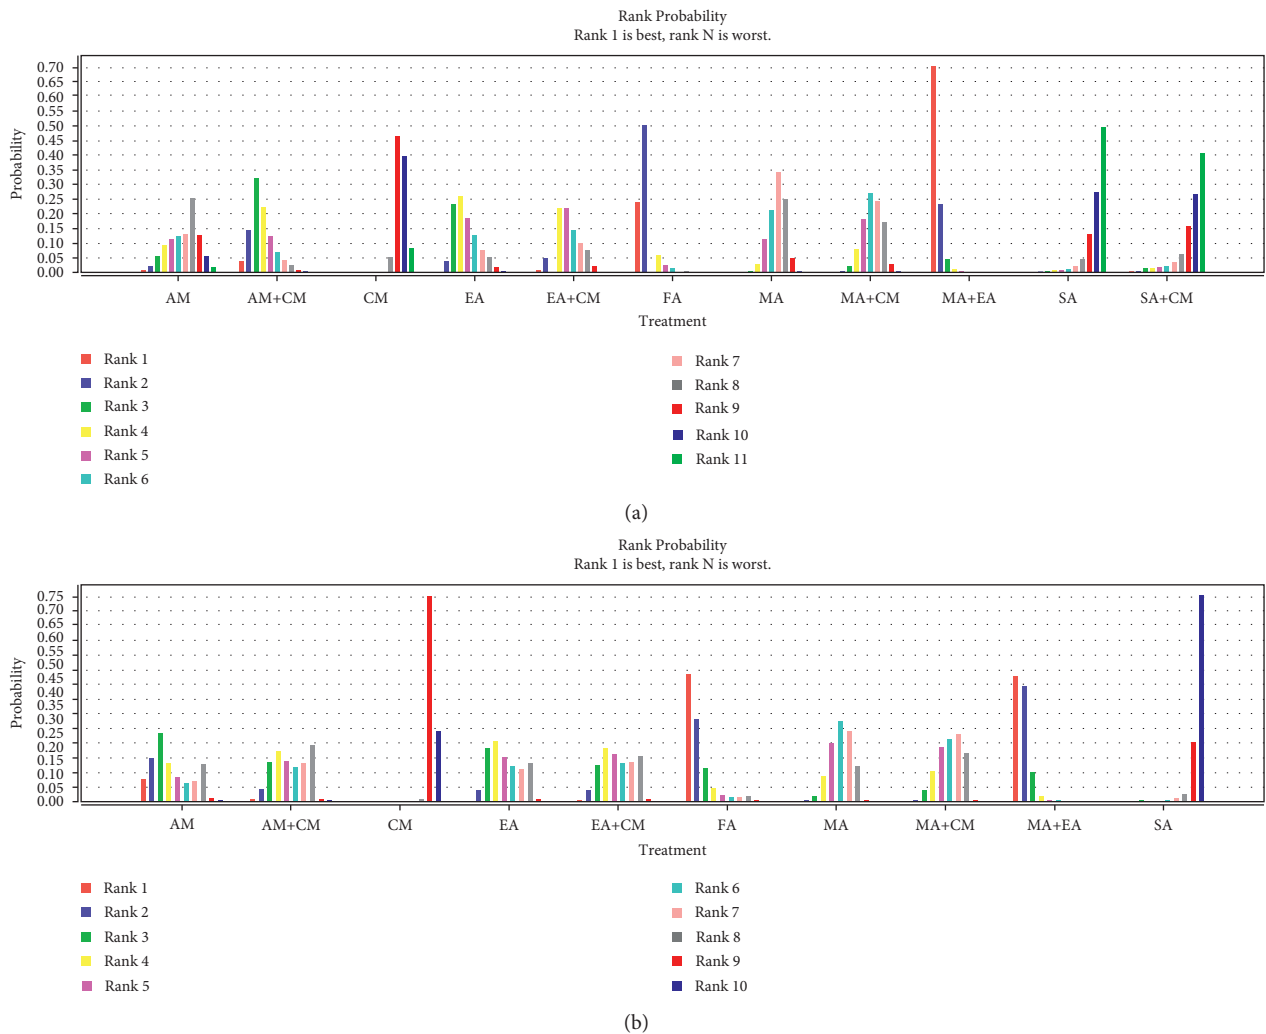 Rank Probability
Rank 1 is best, rank N is worst.
0.70
0.65
0.60
0.55
0.50
0.45
0.40
0.35
0.30
0.25
0.20
0.15
0.10
0.05
0.00
Probability
AM AM+CM CM EA EA+CM FA MA MA+CM MA+EA SA SA+CM
Treatment
Rank 1
Rank 2
Rank 3
Rank 4
Rank 5
Rank 6
Rank 7
Rank 8
Rank 9
Rank 10
Rank 11
(a)
Rank Probability
Rank 1 is best, rank N is worst.
0.75
0.70
0.65
0.60
0.55
0.50
0.45
0.40
0.35
0.30
0.25
0.20
0.15
0.10
0.05
0.00
Probability
AM AM+CM CM EA EA+CM FA MA MA+CM MA+EA SA
Treatment
Rank 1
Rank 2
Rank 3
Rank 4
Rank 5
Rank 6
Rank 7
Rank 8
Rank 9
Rank 10
(b)